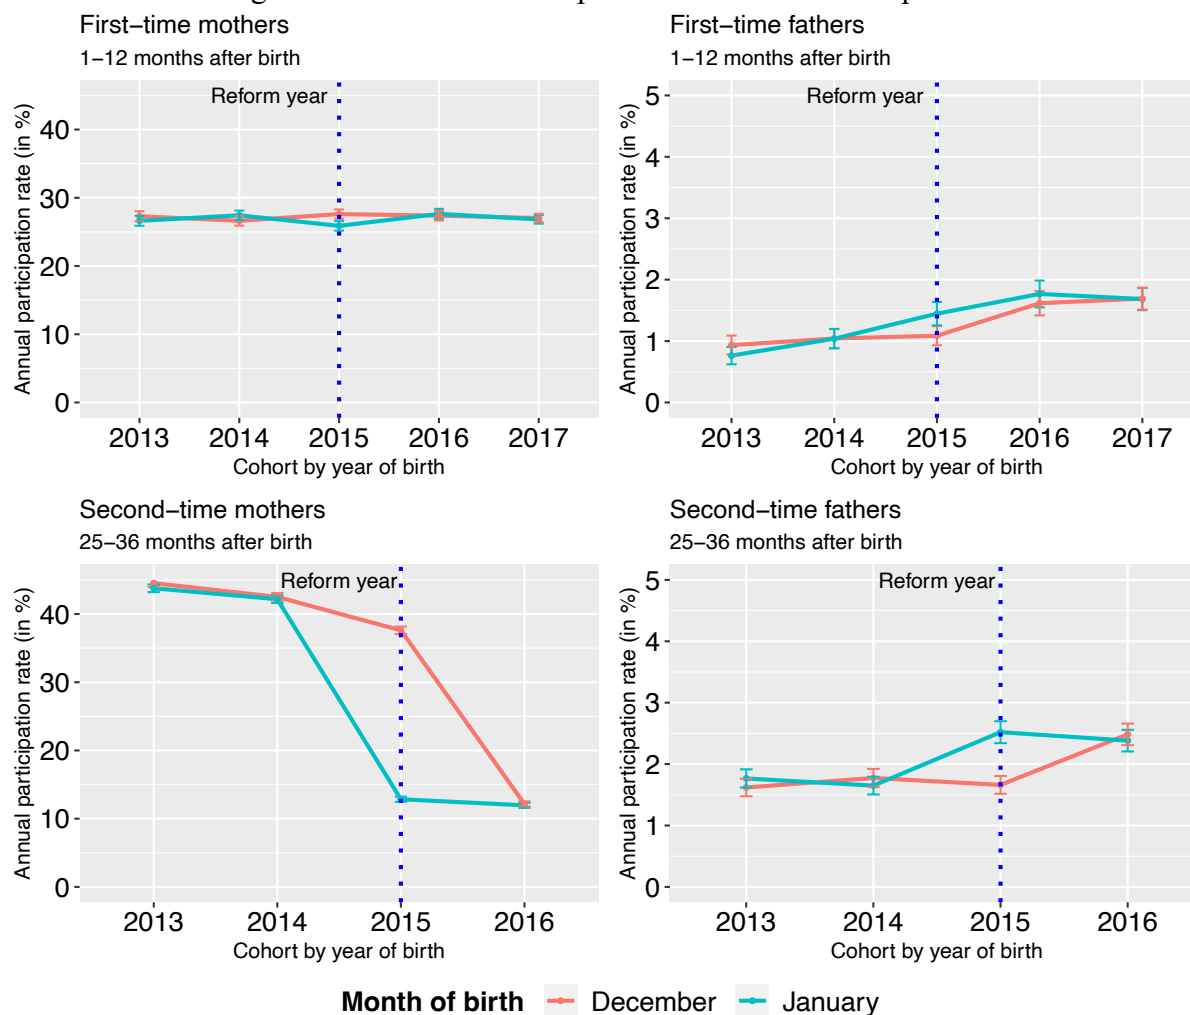 First−time mothers
1−12 months after birth
Reform year
Annual participation rate (in %)
40
30
20
10
0
2013 2014 2015 2016 2017
Cohort by year of birth
First−time fathers
1−12 months after birth
Reform year
Annual participation rate (in %)
5
4
3
2
1
0
2013 2014 2015 2016 2017
Cohort by year of birth
Second−time mothers
25−36 months after birth
Reform year
Annual participation rate (in %)
40
30
20
10
0
2013 2014 2015 2016
Cohort by year of birth
Second−time fathers
25−36 months after birth
Reform year
Annual participation rate (in %)
5
4
3
2
1
0
2013 2014 2015 2016
Cohort by year of birth
Month of birth December January